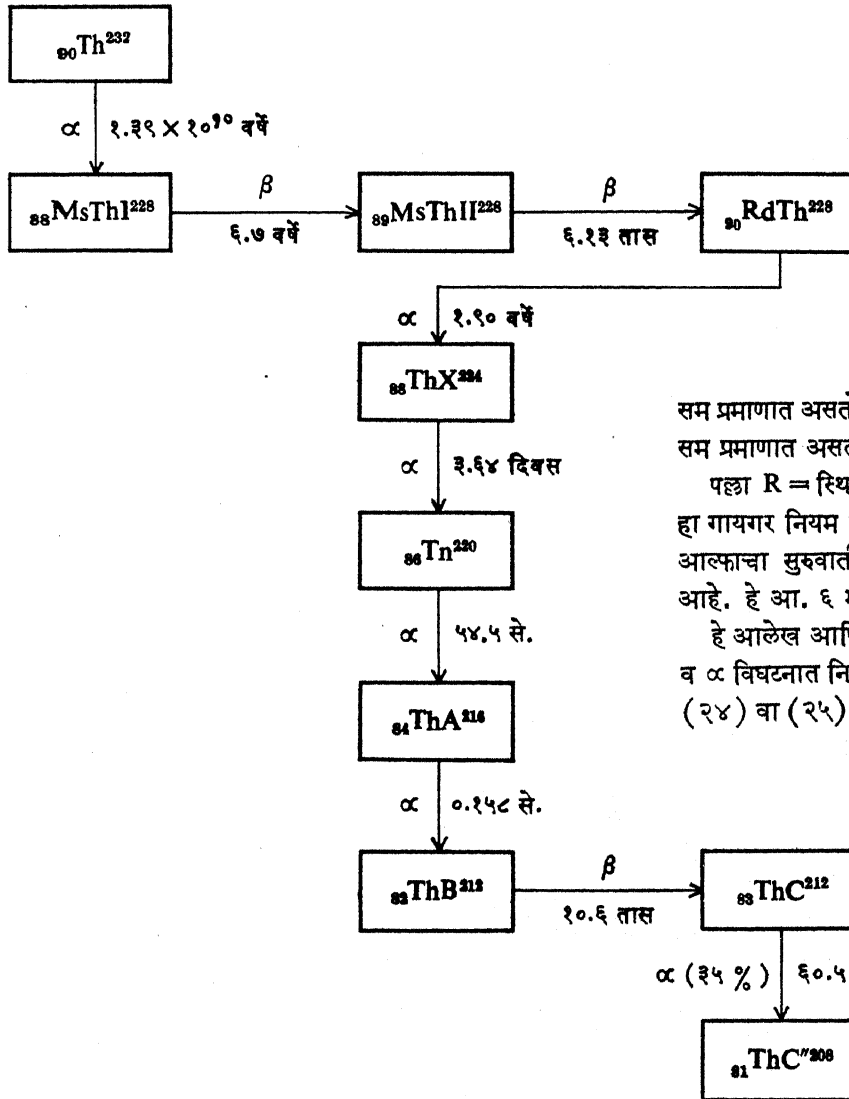 ₉₀Th²³²
∝ १.३९ × १०¹⁰ वर्षे
₈₈MsThI²²⁸
β
६.७ वर्षे
₈₉MsThII²²⁸
β
६.१३ तास
₉₀RdTh²²⁸
∝ १.९० वर्षे
₈₈ThX²²⁴
∝ ३.६४ दिवस
₈₆Tn²²⁰
∝ ५४.५ से.
₈₄ThA²¹⁶
∝ ०.१५८ से.
₈₂ThB²¹²
β
१०.६ तास
₈₃ThC²¹²
∝ (३५ %) ६०.५
₈₁ThC″²⁰⁸
सम प्रमाणात असते
सम प्रमाणात असत
पल्ला R = स्थि
हा गायगर नियम
आल्फाचा सुरुवाती
आहे. हे आ. ६
हे आलेख आणि
व ∝ विघटनात नि
(२४) वा (२५)